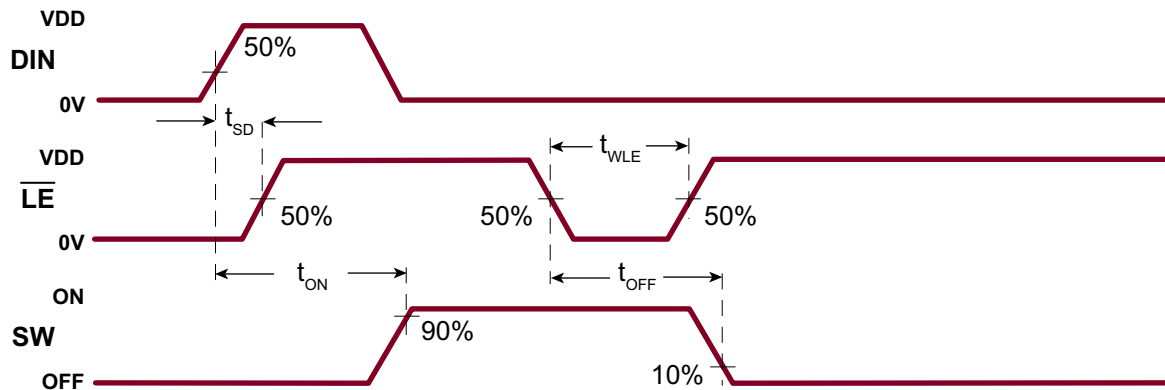 VDD
DIN
50%
0V
tSD
VDD
tWLE
LE
50%
50%
50%
0V
tON
tOFF
ON
SW
90%
10%
OFF